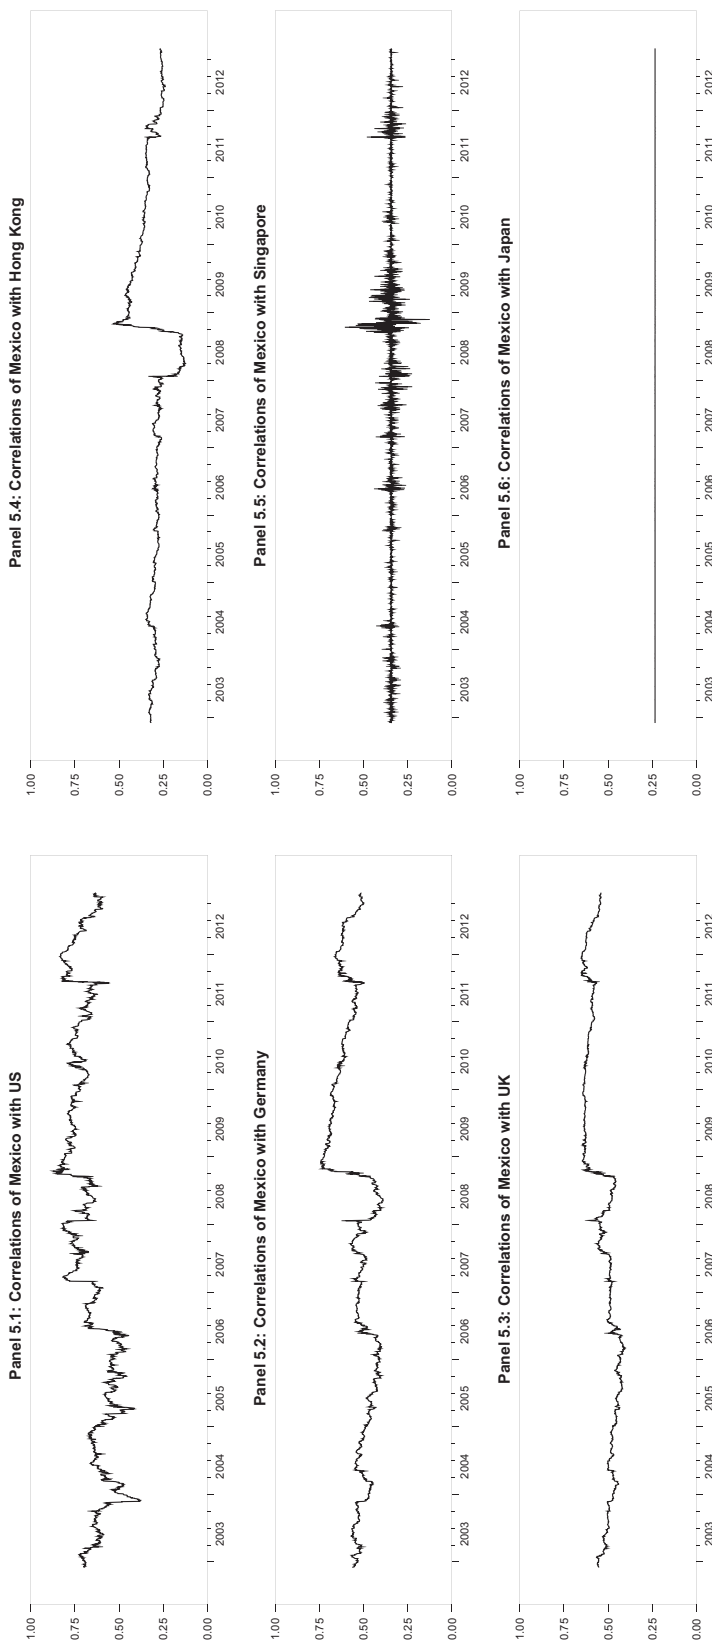 Panel 5.1: Correlations of Mexico with US
1.00
0.75
0.50
0.25
0.00
2003 2004 2005 2006 2007 2008 2009 2010 2011 2012
Panel 5.2: Correlations of Mexico with Germany
1.00
0.75
0.50
0.25
0.00
2003 2004 2005 2006 2007 2008 2009 2010 2011 2012
Panel 5.3: Correlations of Mexico with UK
1.00
0.75
0.50
0.25
0.00
2003 2004 2005 2006 2007 2008 2009 2010 2011 2012
Panel 5.4: Correlations of Mexico with Hong Kong
1.00
0.75
0.50
0.25
0.00
2003 2004 2005 2006 2007 2008 2009 2010 2011 2012
Panel 5.5: Correlations of Mexico with Singapore
1.00
0.75
0.50
0.25
0.00
2003 2004 2005 2006 2007 2008 2009 2010 2011 2012
Panel 5.6: Correlations of Mexico with Japan
1.00
0.75
0.50
0.25
0.00
2003 2004 2005 2006 2007 2008 2009 2010 2011 2012